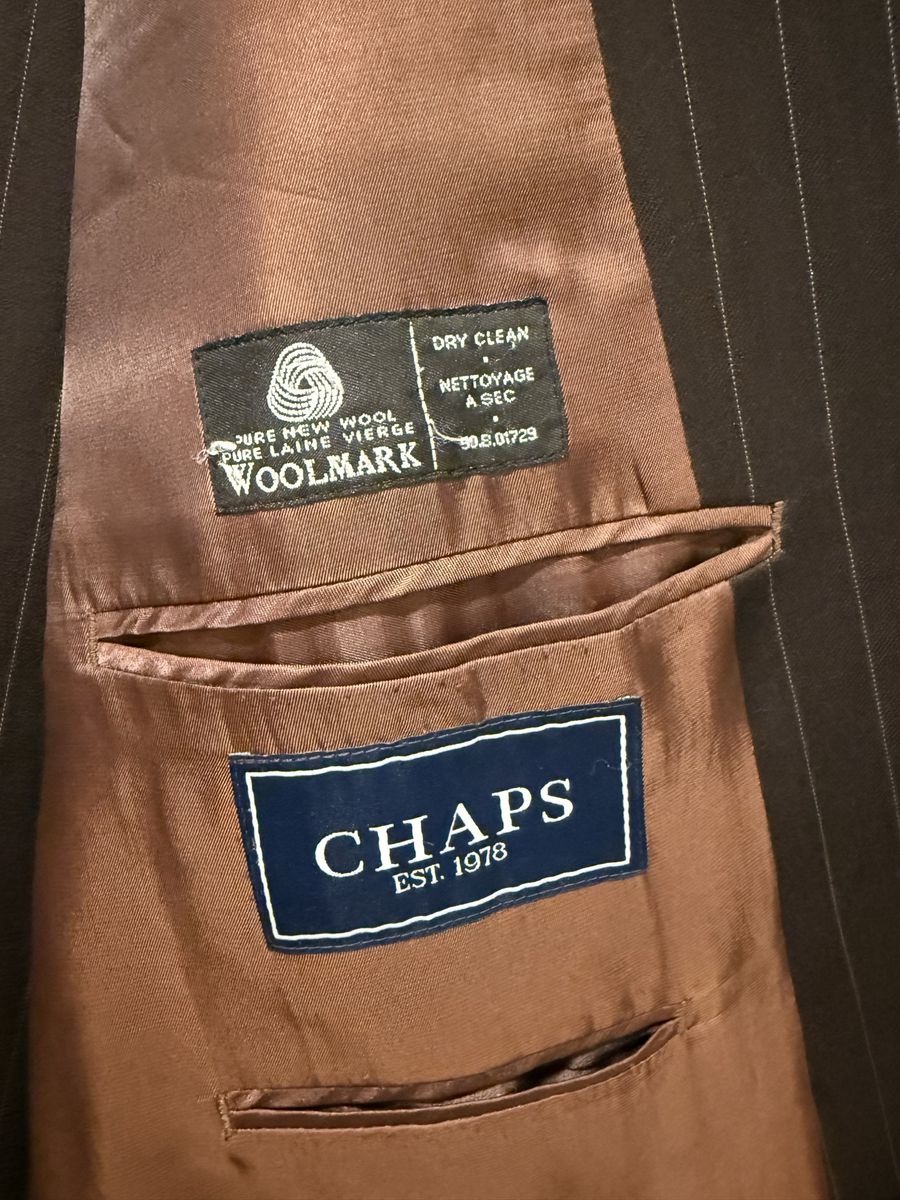 PURE NEW WOOL
PURE LAINE VIERGE
WOOLMARK
DRY CLEAN
NETTOYAGE
A SEC
CHAPS
EST. 1978